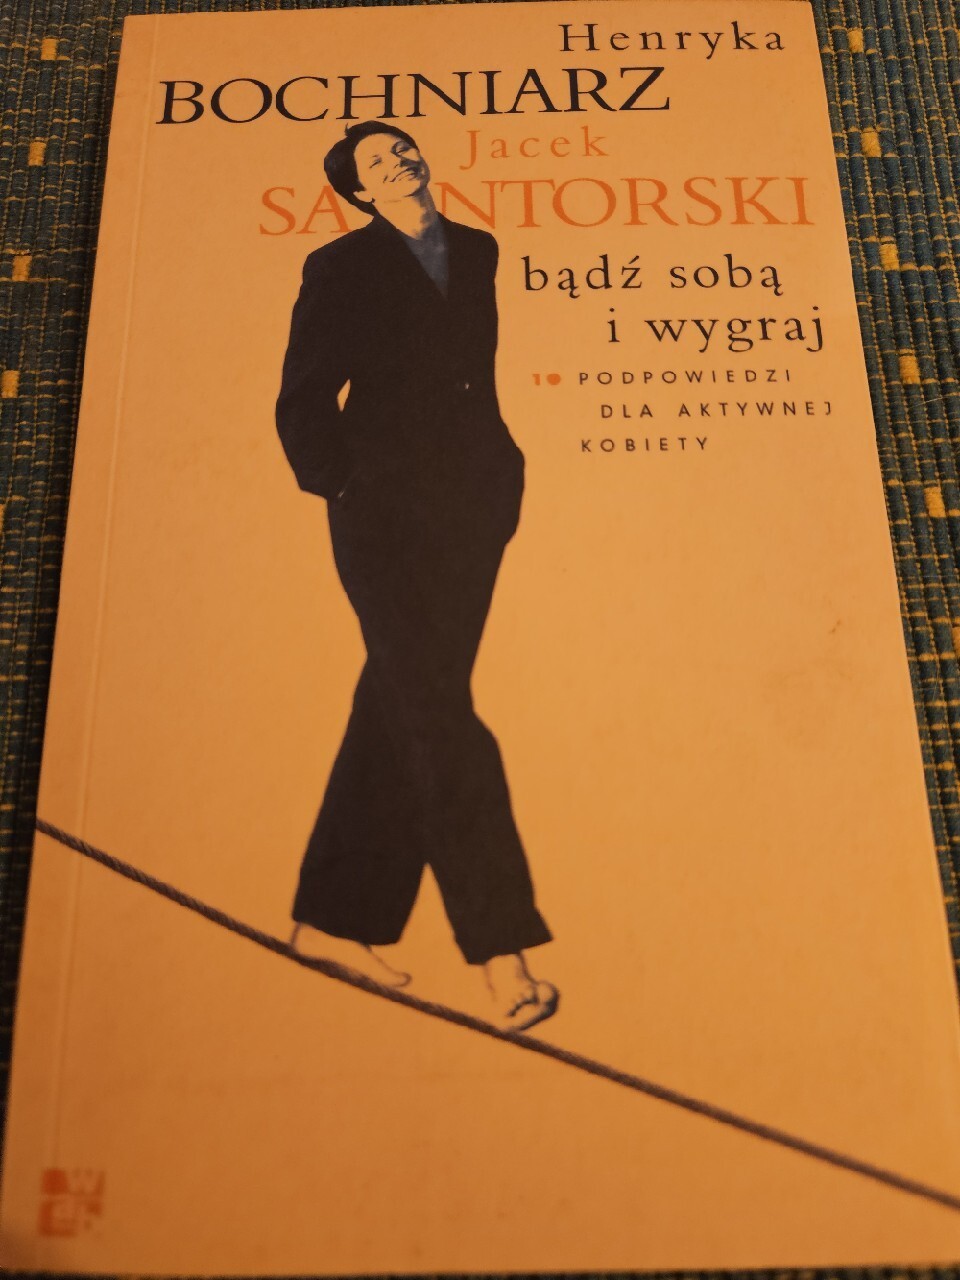 Henryka
BOCHNIARZ
Jacek
SANTORSKI
bądź sobą
i wygraj
10 PODPOWIEDZI
DLA AKTYWNEJ
KOBIETY